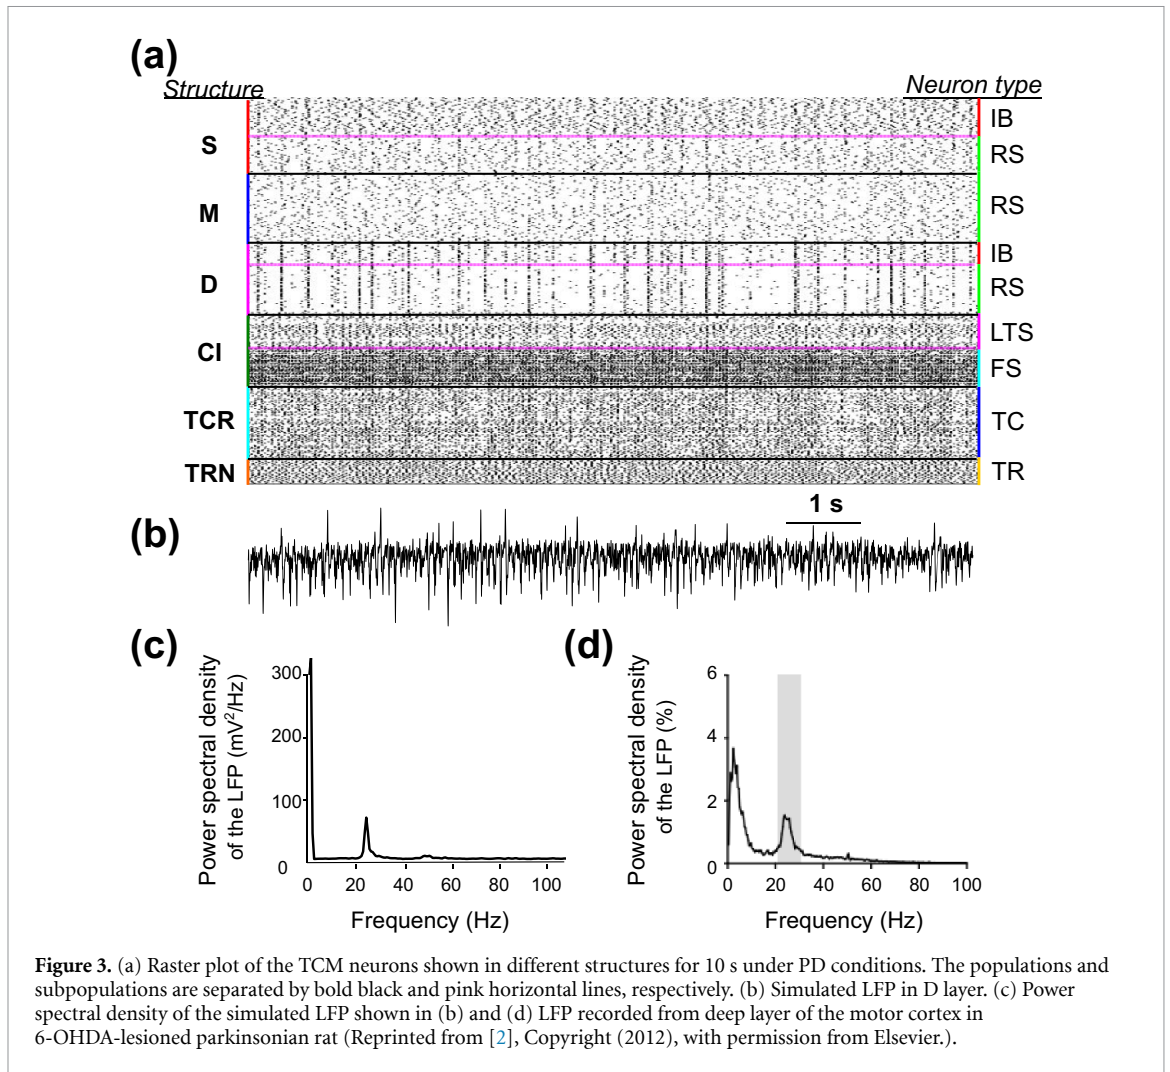 (a)
Structure
Neuron type
S
M
D
CI
TCR
TRN
IB
RS
RS
IB
RS
LTS
FS
TC
TR
1 s
(b)
(c)
Power spectral density
of the LFP (mV²/Hz)
300
200
100
0
0 20 40 60 80 100
Frequency (Hz)
(d)
Power spectral density
of the LFP (%)
6
4
2
0
0 20 40 60 80 100
Frequency (Hz)
Figure 3. (a) Raster plot of the TCM neurons shown in different structures for 10 s under PD conditions. The populations and
subpopulations are separated by bold black and pink horizontal lines, respectively. (b) Simulated LFP in D layer. (c) Power
spectral density of the simulated LFP shown in (b) and (d) LFP recorded from deep layer of the motor cortex in
6-OHDA-lesioned parkinsonian rat (Reprinted from [2], Copyright (2012), with permission from Elsevier.).